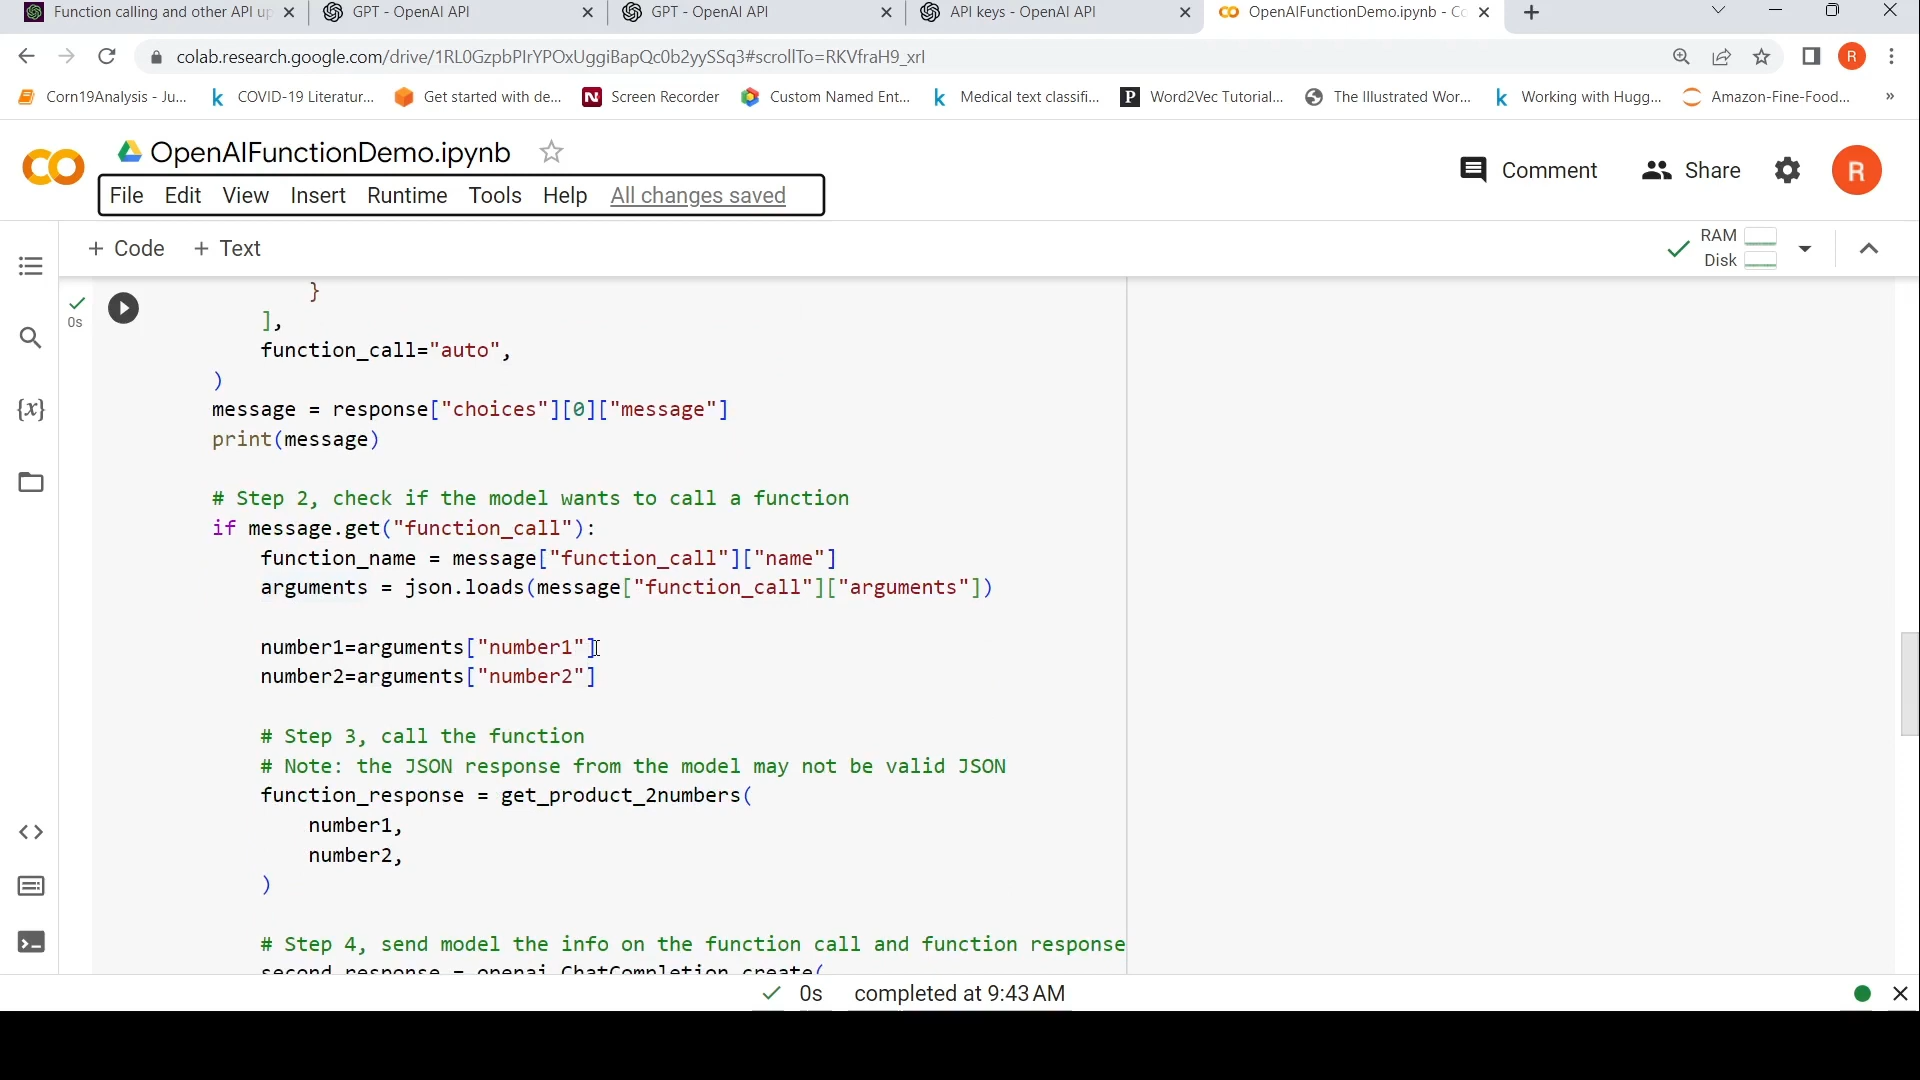 Function calling and other API up
GPT - OpenAI API
GPT - OpenAI API
API keys - OpenAI API
OpenAIFunctionDemo.ipynb - Co
colab.research.google.com/drive/1RL0GzpbPIrYPOxUggiBapQc0b2yySSq3#scrollTo=RKVfraH9_xrl
R
Corn19Analysis - Ju...
COVID-19 Literatur...
Get started with de...
Screen Recorder
Custom Named Ent...
Medical text classifi...
Word2Vec Tutorial...
The Illustrated Wor...
Working with Hugg...
Amazon-Fine-Food...
»
OpenAIFunctionDemo.ipynb
Comment
Share
R
File Edit View Insert Runtime Tools Help All changes saved
+ Code + Text
RAM
Disk
0s
}
],
function_call="auto",
)
message = response["choices"][0]["message"]
print(message)
# Step 2, check if the model wants to call a function
if message.get("function_call"):
function_name = message["function_call"]["name"]
arguments = json.loads(message["function_call"]["arguments"])
number1=arguments["number1"]
number2=arguments["number2"]
# Step 3, call the function
# Note: the JSON response from the model may not be valid JSON
function_response = get_product_2numbers(
number1,
number2,
)
# Step 4, send model the info on the function call and function response
second_response = openai.ChatCompletion.create(
0s completed at 9:43 AM